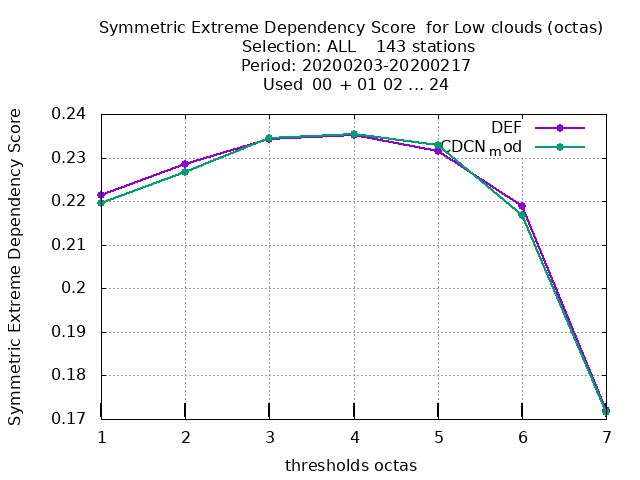 Symmetric Extreme Dependency Score  for Low clouds (octas)
Selection: ALL    143 stations
Period: 20200203-20200217
Used  00 + 01 02 ... 24
Symmetric Extreme Dependency Score
0.24
0.23
0.22
0.21
0.2
0.19
0.18
0.17
DEF
CDCNmod
1 2 3 4 5 6 7
thresholds octas